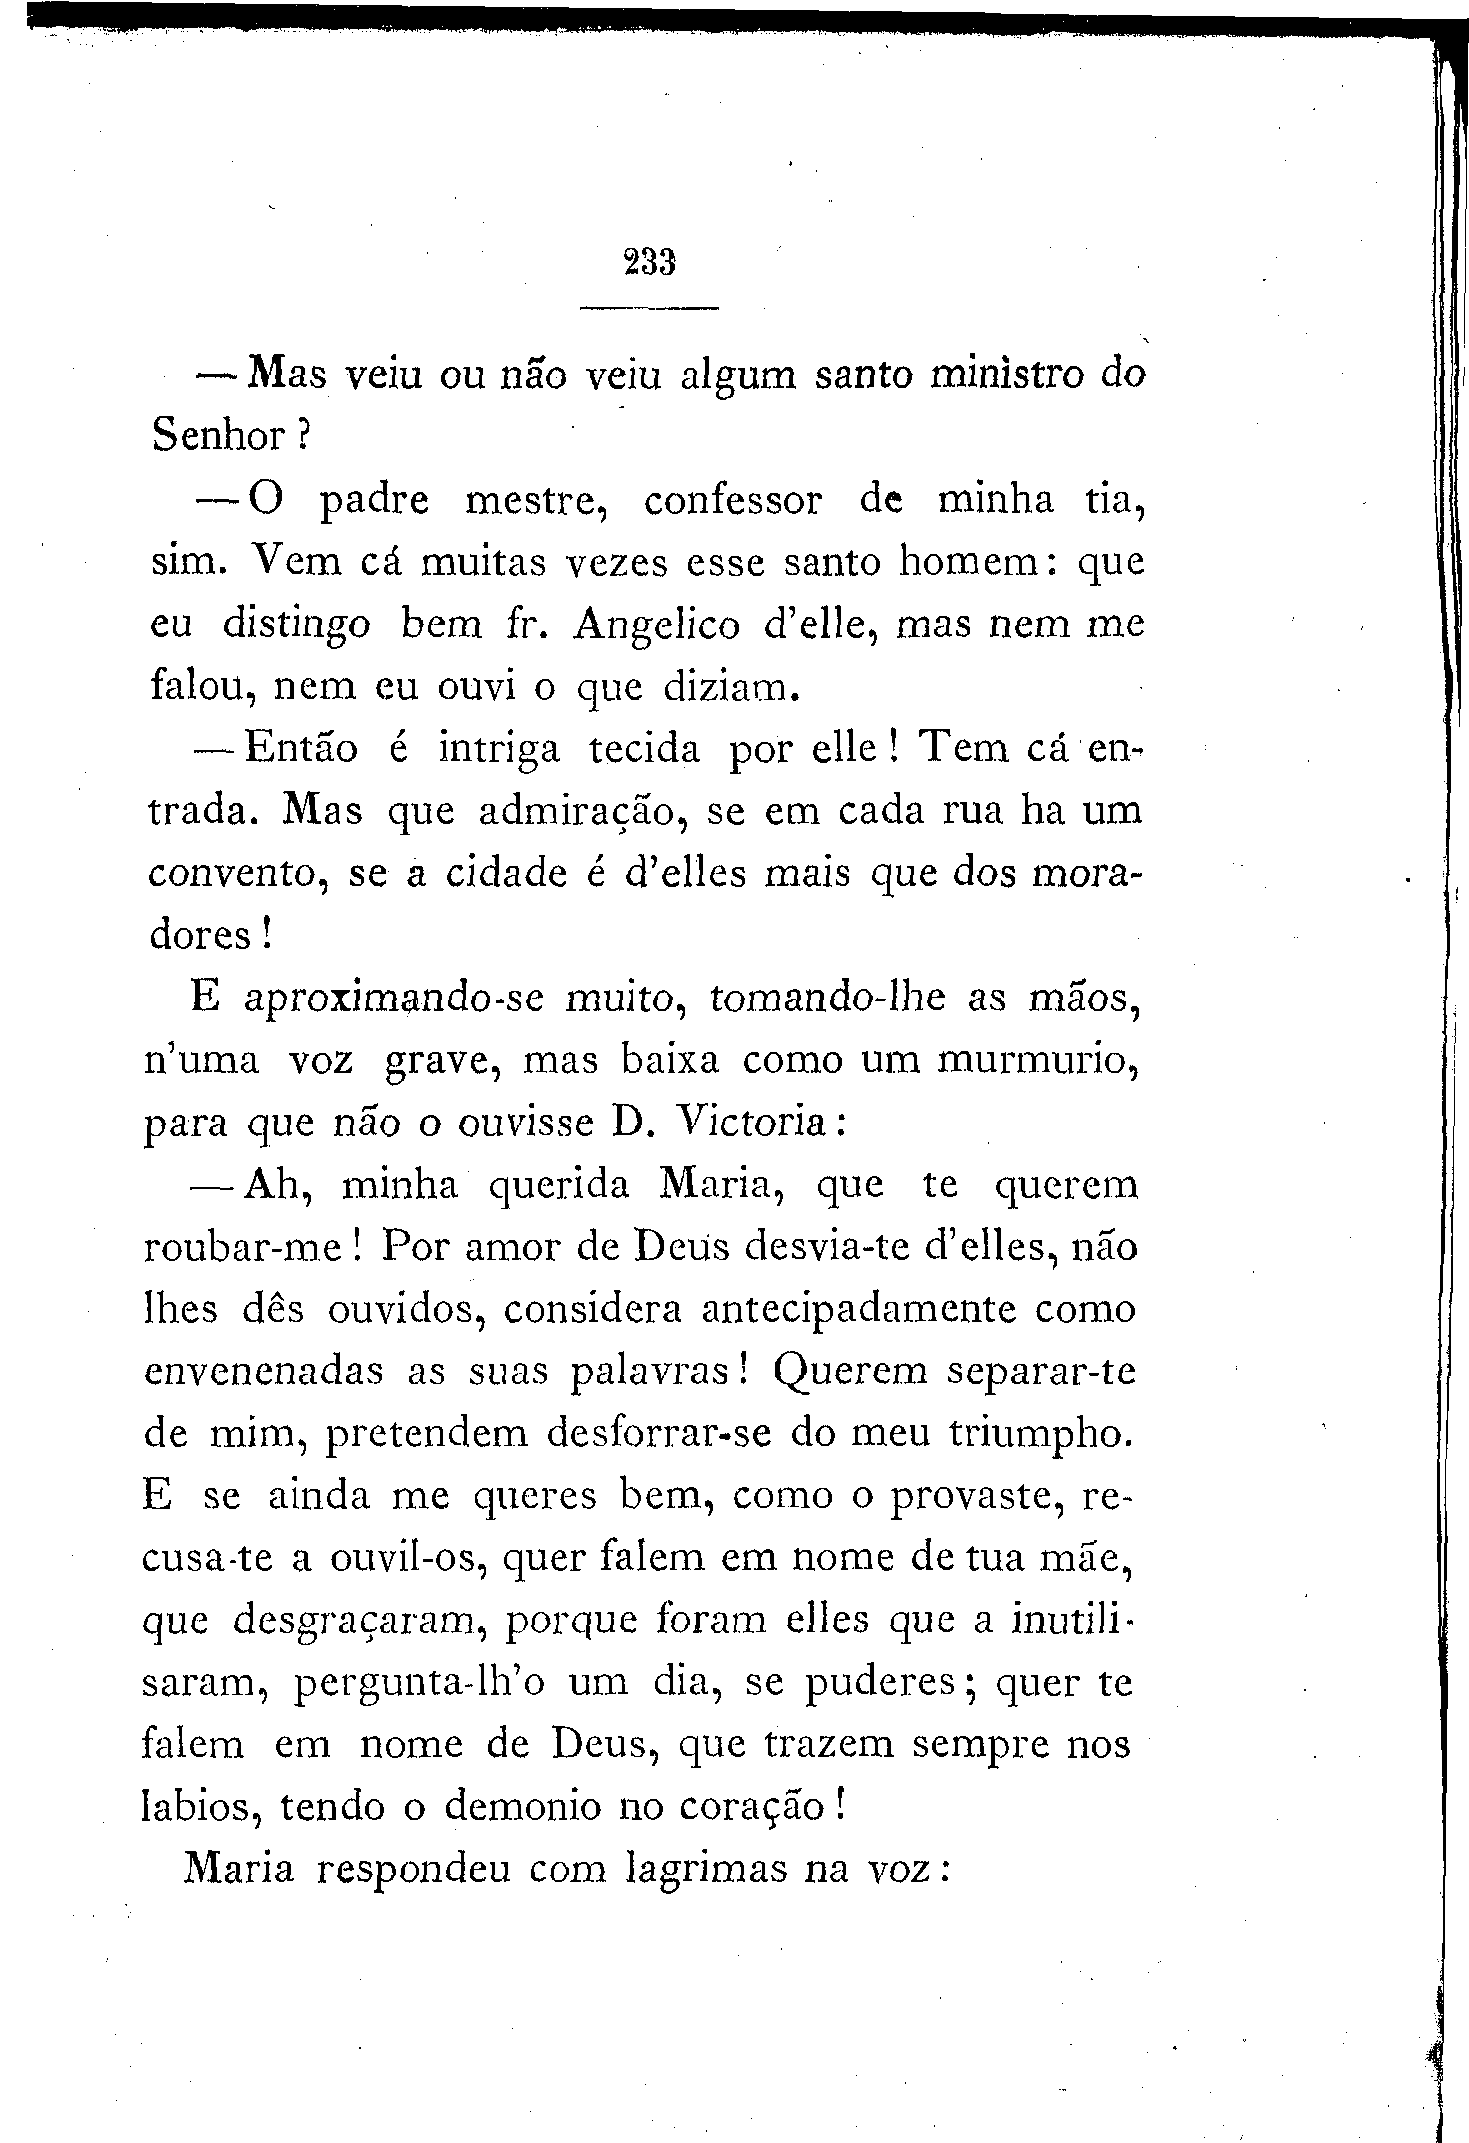 233
— Mas veiu ou não veiu algum santo ministro do
Senhor ?
— O padre mestre, confessor de minha tia,
sim. Vem cá muitas vezes esse santo homem: que
eu distingo bem fr. Angelico d'elle, mas nem me
falou, nem eu ouvi o que diziam.
— Então é intriga tecida por elle ! Tem cá en-
trada. Mas que admiração, se em cada rua ha um
convento, se a cidade é d'elles mais que dos mora-
dores !
E aproximando-se muito, tomando-lhe as mãos,
n'uma voz grave, mas baixa como um murmurio,
para que não o ouvisse D. Victoria :
— Ah, minha querida Maria, que te querem
roubar-me ! Por amor de Deus desvia-te d'elles, não
lhes dês ouvidos, considera antecipadamente como
envenenadas as suas palavras ! Querem separar-te
de mim, pretendem desforrar-se do meu triumpho.
E se ainda me queres bem, como o provaste, re-
cusa-te a ouvil-os, quer falem em nome de tua mãe,
que desgraçaram, porque foram elles que a inutili-
saram, pergunta-lh'o um dia, se puderes ; quer te
falem em nome de Deus, que trazem sempre nos
labios, tendo o demonio no coração !
Maria respondeu com lagrimas na voz :